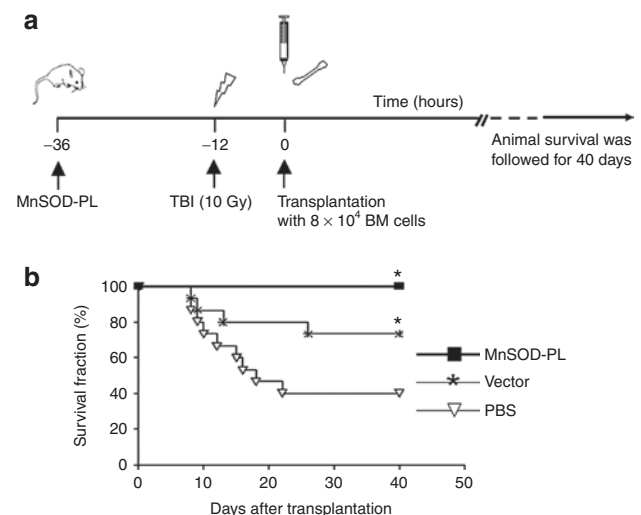 a
Time (hours)
–36
–12
0
Animal survival was
followed for 40 days
MnSOD-PL
TBI (10 Gy)
Transplantation
with 8 × 10⁴ BM cells
b
Survival fraction (%)
100
80
60
40
20
0
*
*
0
10
20
30
40
50
Days after transplantation
MnSOD-PL
Vector
PBS